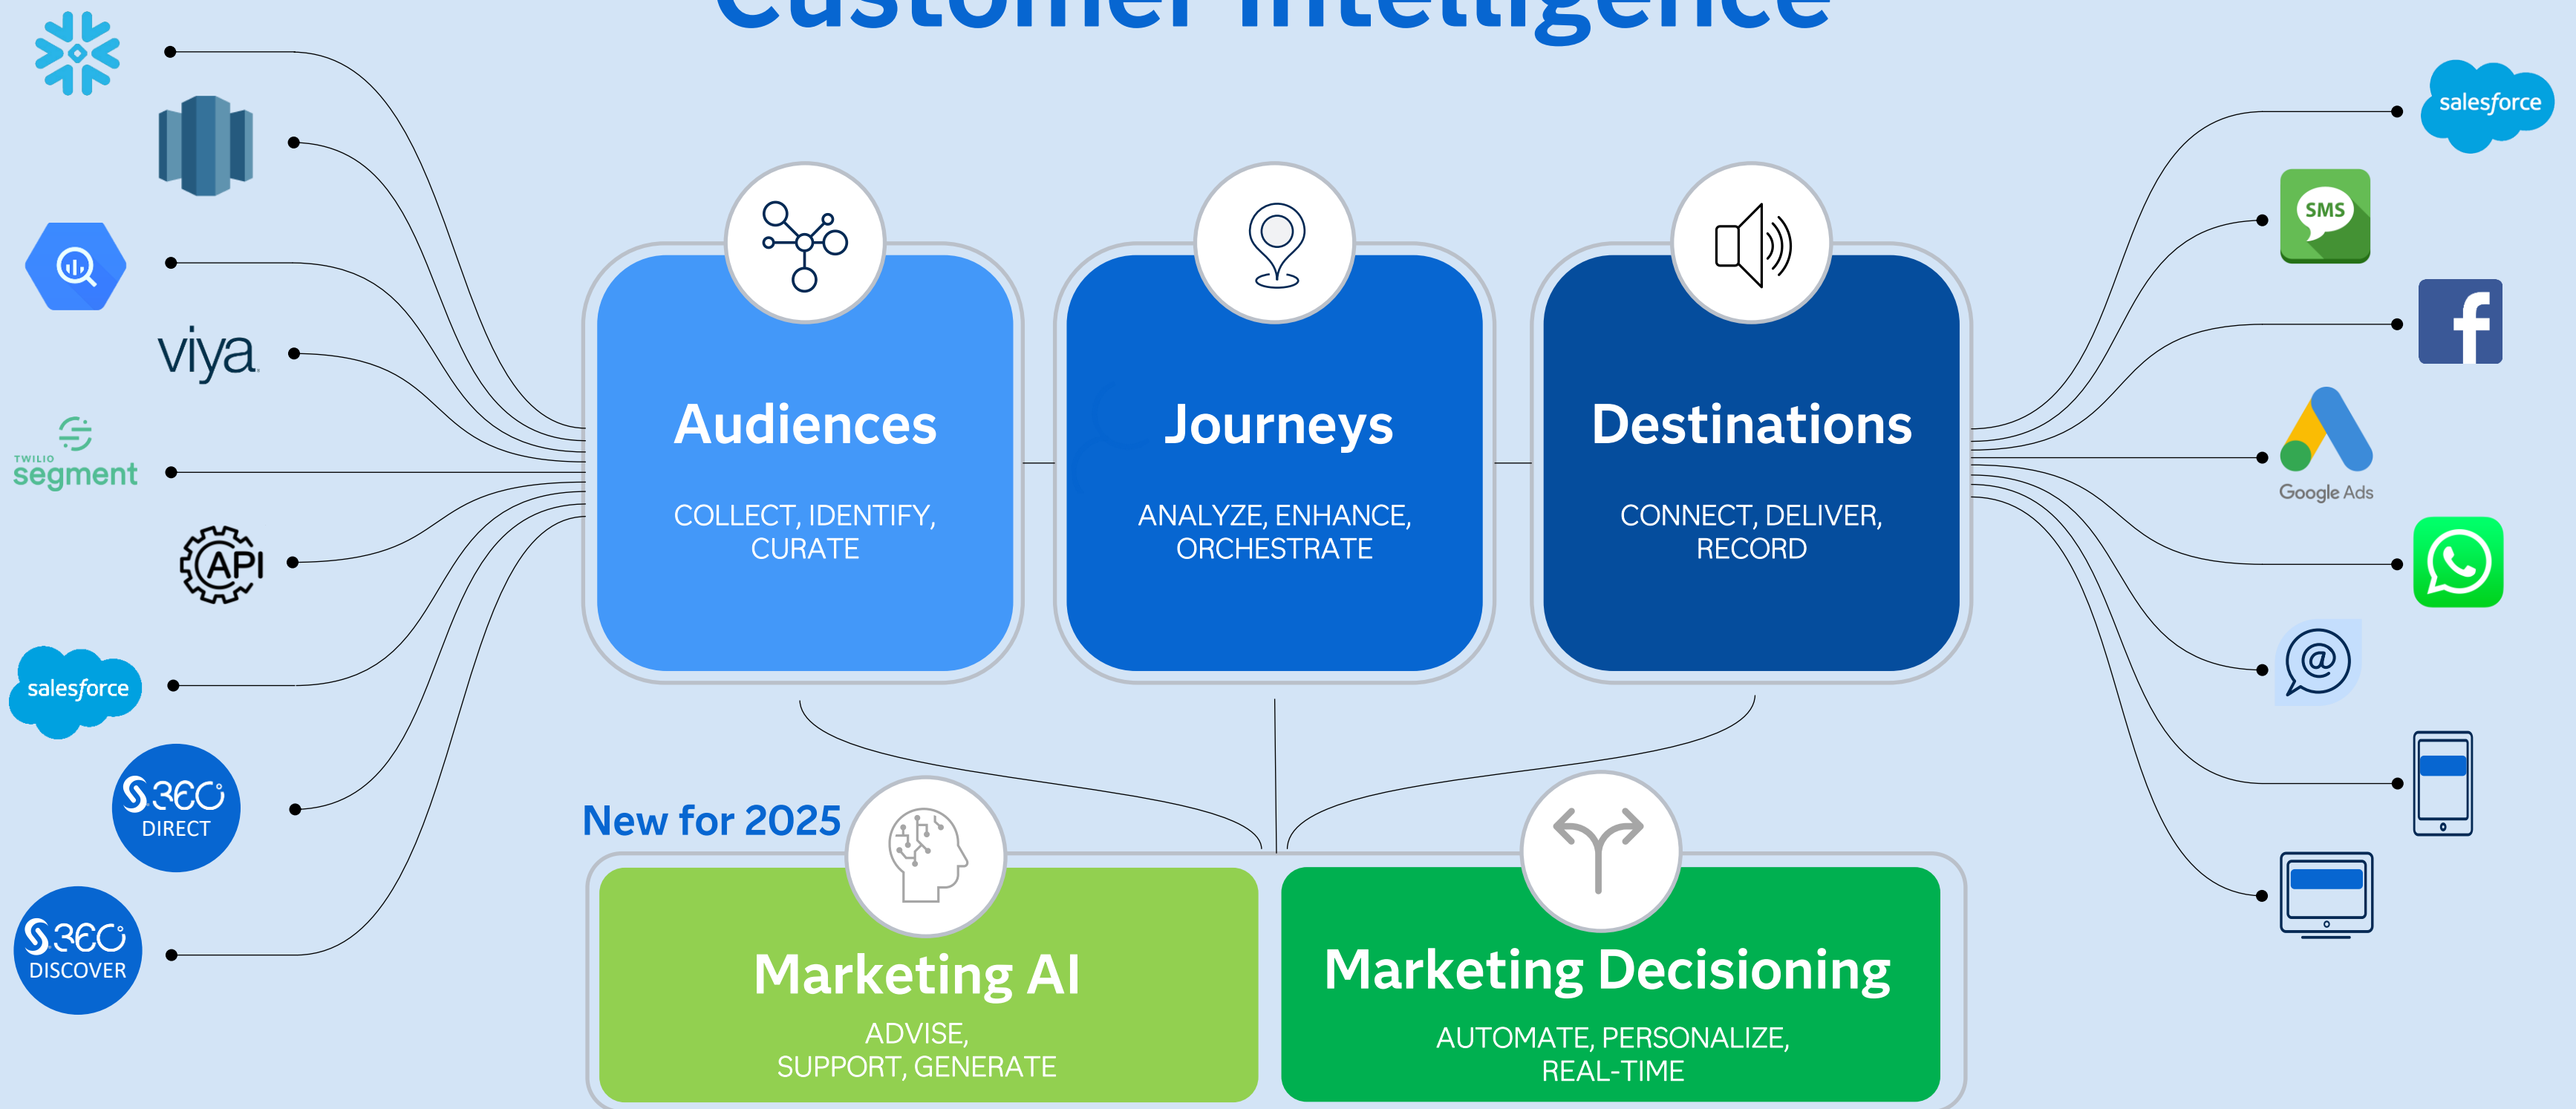 Customer Intelligence
viya
TWILIO
segment
API
salesforce
S 360°
DIRECT
S 360°
DISCOVER
Audiences
COLLECT, IDENTIFY,
CURATE
Journeys
ANALYZE, ENHANCE,
ORCHESTRATE
Destinations
CONNECT, DELIVER,
RECORD
New for 2025
Marketing AI
ADVISE,
SUPPORT, GENERATE
Marketing Decisioning
AUTOMATE, PERSONALIZE,
REAL-TIME
salesforce
SMS
f
Google Ads
@